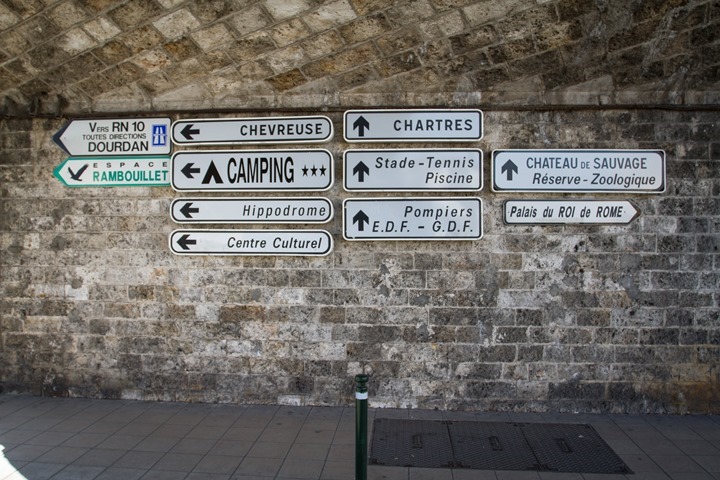 VERS RN 10
TOUTES DIRECTIONS
DOURDAN
ESPACE
RAMBOUILLET
CHEVREUSE
CAMPING ***
Hippodrome
Centre Culturel
CHARTRES
Stade-Tennis
Piscine
Pompiers
E.D.F. - G.D.F.
CHATEAU DE SAUVAGE
Réserve-Zoologique
Palais du ROI DE ROME